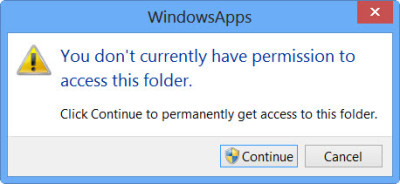 WindowsApps
You don't currently have permission to
access this folder.
Click Continue to permanently get access to this folder.
Continue
Cancel